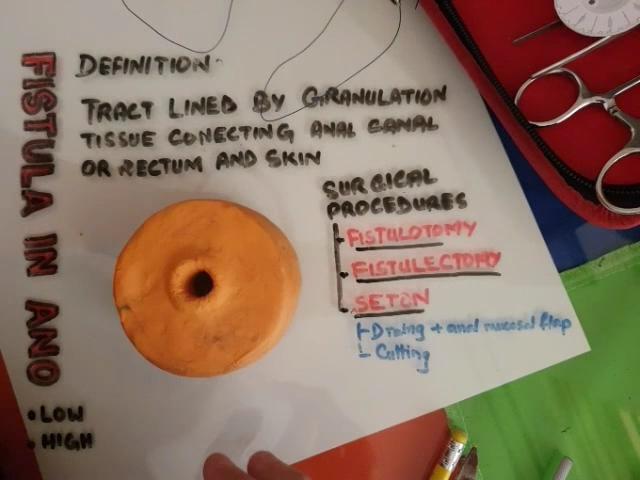 FISTULA IN ANO
• LOW
• HIGH
DEFINITION:
TRACT LINED BY GRANULATION
TISSUE CONECTING ANAL CANAL
OR RECTUM AND SKIN
SURGICAL
PROCEDURES
FISTULOTOMY
FISTULECTOMY
SETON
Draing + anal mucosal flap
Cutting